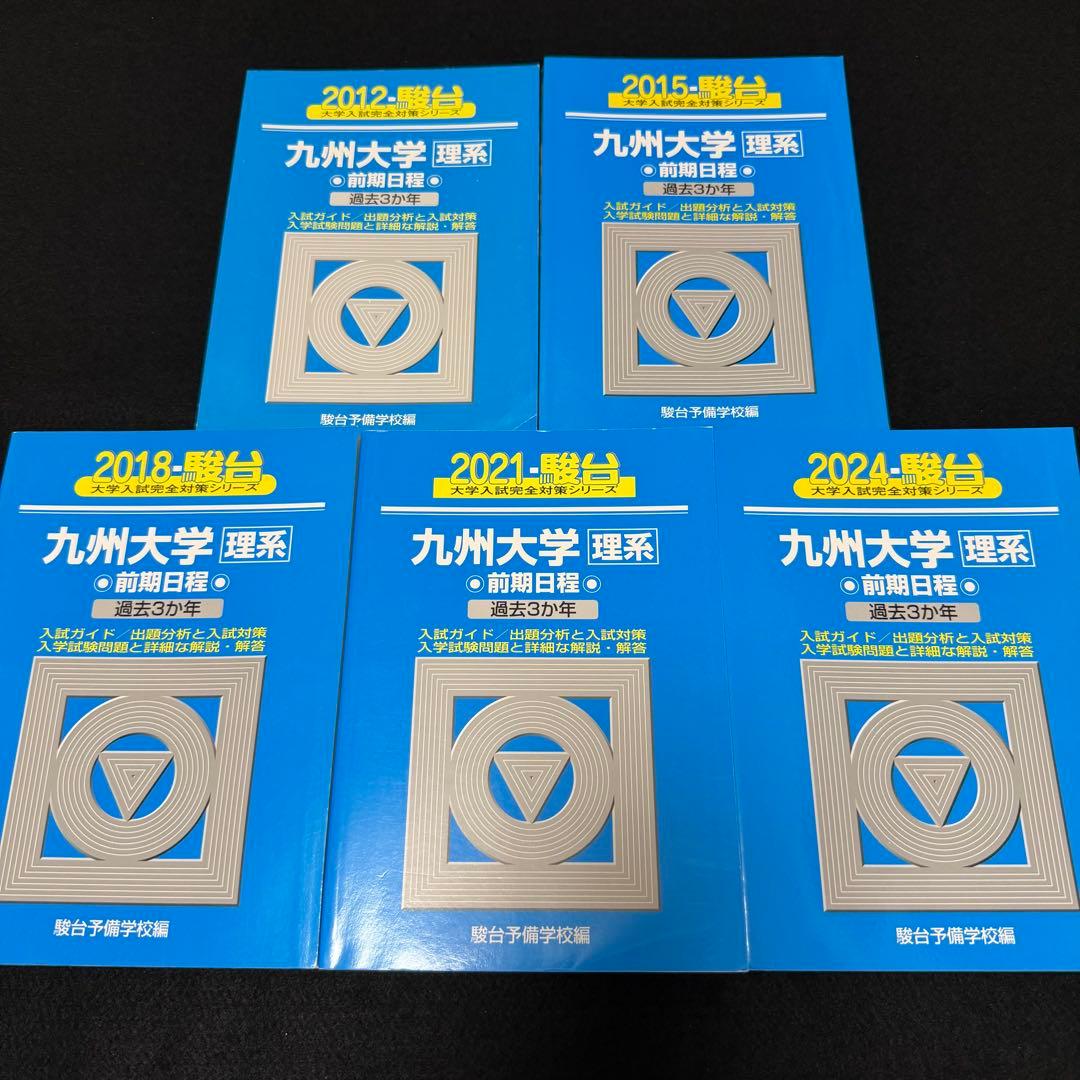 2012-駿台
大学入試完全対策シリーズ
九州大学 理系
前期日程
過去3か年
入試ガイド／出題分析と入試対策
入学試験問題と詳細な解説・解答
駿台予備学校編
2015-駿台
大学入試完全対策シリーズ
九州大学 理系
前期日程
過去3か年
入試ガイド／出題分析と入試対策
入学試験問題と詳細な解説・解答
駿台予備学校編
2018-駿台
大学入試完全対策シリーズ
九州大学 理系
前期日程
過去3か年
入試ガイド／出題分析と入試対策
入学試験問題と詳細な解説・解答
駿台予備学校編
2021-駿台
大学入試完全対策シリーズ
九州大学 理系
前期日程
過去3か年
入試ガイド／出題分析と入試対策
入学試験問題と詳細な解説・解答
駿台予備学校編
2024-駿台
大学入試完全対策シリーズ
九州大学 理系
前期日程
過去3か年
入試ガイド／出題分析と入試対策
入学試験問題と詳細な解説・解答
駿台予備学校編